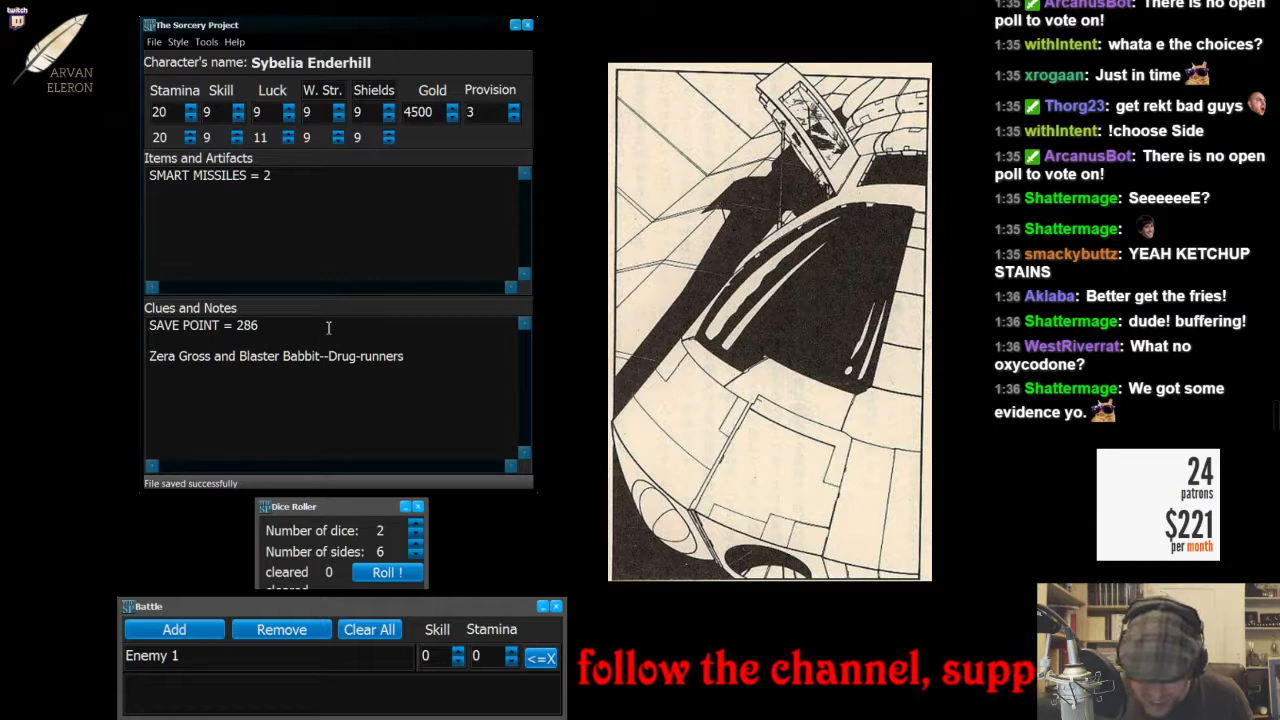 twitch
ARVAN
ELERON
The Sorcery Project
File Style Tools Help
Character's name: Sybelia Enderhill
Stamina Skill Luck W. Str. Shields Gold Provision
20 9 9 9 9 4500 3
20 9 11 9 9
Items and Artifacts
SMART MISSILES = 2
Clues and Notes
SAVE POINT = 286
Zera Gross and Blaster Babbit--Drug-runners
File saved successfully
Dice Roller
Number of dice: 2
Number of sides: 6
cleared 0 Roll !
Battle
Add Remove Clear All Skill Stamina
Enemy 1 0 0 <=X
1:35 ArcanusBot: There is no open
poll to vote on!
1:35 withIntent: whata e the choices?
1:35 xrogaan: Just in time
1:35 Thorg23: get rekt bad guys
1:35 withIntent: !choose Side
1:35 ArcanusBot: There is no open
poll to vote on!
1:35 Shattermage: SeeeeeeE?
1:35 Shattermage:
1:35 smackybuttz: YEAH KETCHUP
STAINS
1:36 Aklaba: Better get the fries!
1:36 Shattermage: dude! buffering!
1:36 WestRiverrat: What no
oxycodone?
1:36 Shattermage: We got some
evidence yo.
24
patrons
$221
per month
follow the channel, supp